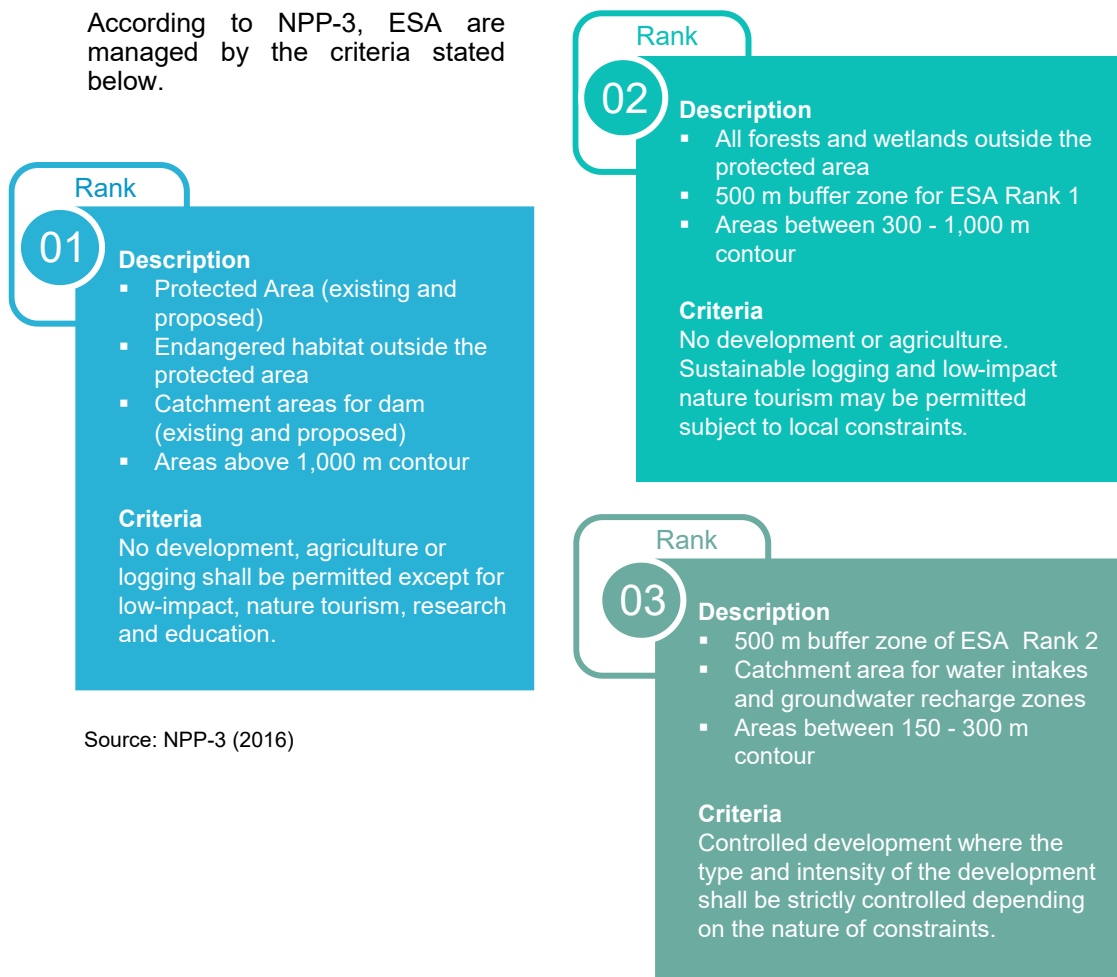 According to NPP-3, ESA are
managed by the criteria stated
below.
Rank
01
Description
▪ Protected Area (existing and
proposed)
▪ Endangered habitat outside the
protected area
▪ Catchment areas for dam
(existing and proposed)
▪ Areas above 1,000 m contour
Criteria
No development, agriculture or
logging shall be permitted except for
low-impact, nature tourism, research
and education.
Source: NPP-3 (2016)
Rank
02
Description
▪ All forests and wetlands outside the
protected area
▪ 500 m buffer zone for ESA Rank 1
▪ Areas between 300 - 1,000 m
contour
Criteria
No development or agriculture.
Sustainable logging and low-impact
nature tourism may be permitted
subject to local constraints.
Rank
03
Description
▪ 500 m buffer zone of ESA Rank 2
▪ Catchment area for water intakes
and groundwater recharge zones
▪ Areas between 150 - 300 m
contour
Criteria
Controlled development where the
type and intensity of the development
shall be strictly controlled depending
on the nature of constraints.